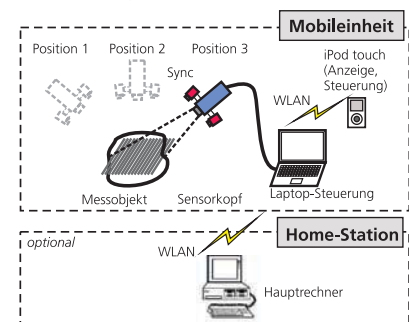 Mobileinheit
Position 1 Position 2 Position 3
iPod touch
(Anzeige,
Steuerung)
Sync
WLAN
Messobjekt Sensorkopf Laptop-Steuerung
Home-Station
optional
WLAN
Hauptrechner